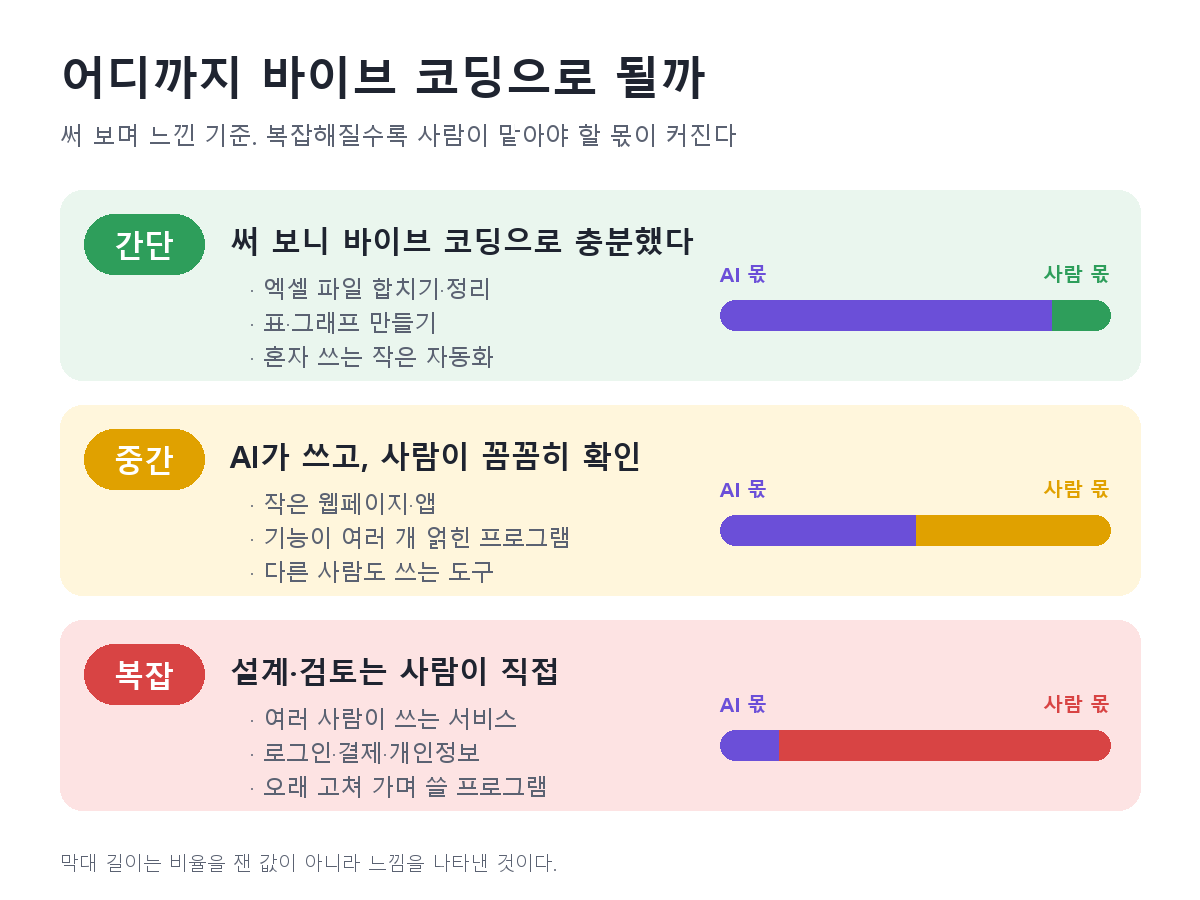 어디까지 바이브 코딩으로 될까
써 보며 느낀 기준. 복잡해질수록 사람이 맡아야 할 몫이 커진다
간단
써 보니 바이브 코딩으로 충분했다
· 엑셀 파일 합치기·정리
· 표·그래프 만들기
· 혼자 쓰는 작은 자동화
AI 몫
사람 몫
중간
AI가 쓰고, 사람이 꼼꼼히 확인
· 작은 웹페이지·앱
· 기능이 여러 개 얽힌 프로그램
· 다른 사람도 쓰는 도구
AI 몫
사람 몫
복잡
설계·검토는 사람이 직접
· 여러 사람이 쓰는 서비스
· 로그인·결제·개인정보
· 오래 고쳐 가며 쓸 프로그램
AI 몫
사람 몫
막대 길이는 비율을 잰 값이 아니라 느낌을 나타낸 것이다.